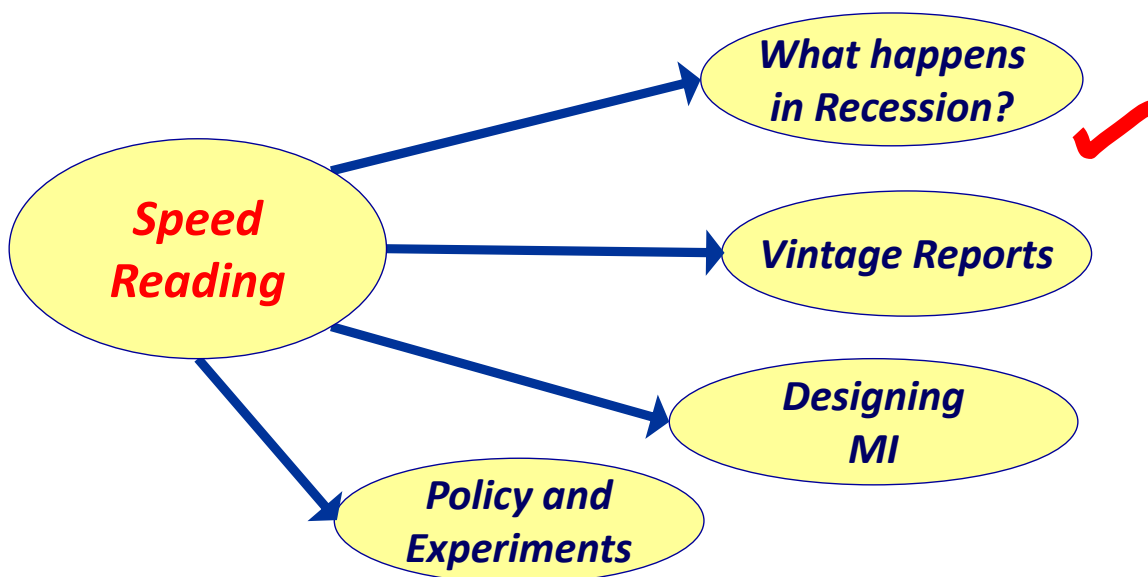 What happens
in Recession?
Speed
Reading
Vintage Reports
Designing
MI
Policy and
Experiments